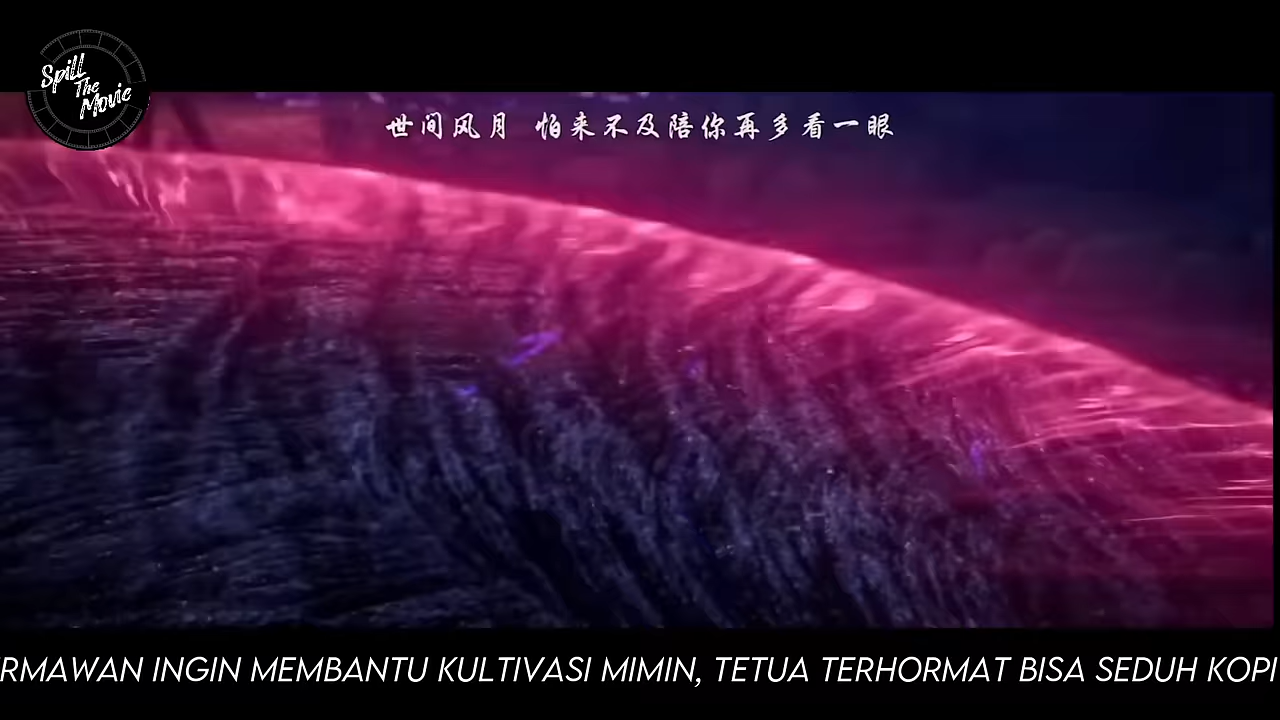 Spill
The
Movie
世间风月 怕来不及陪你再多看一眼
RMAWAN INGIN MEMBANTU KULTIVASI MIMIN, TETUA TERHORMAT BISA SEDUH KOPI